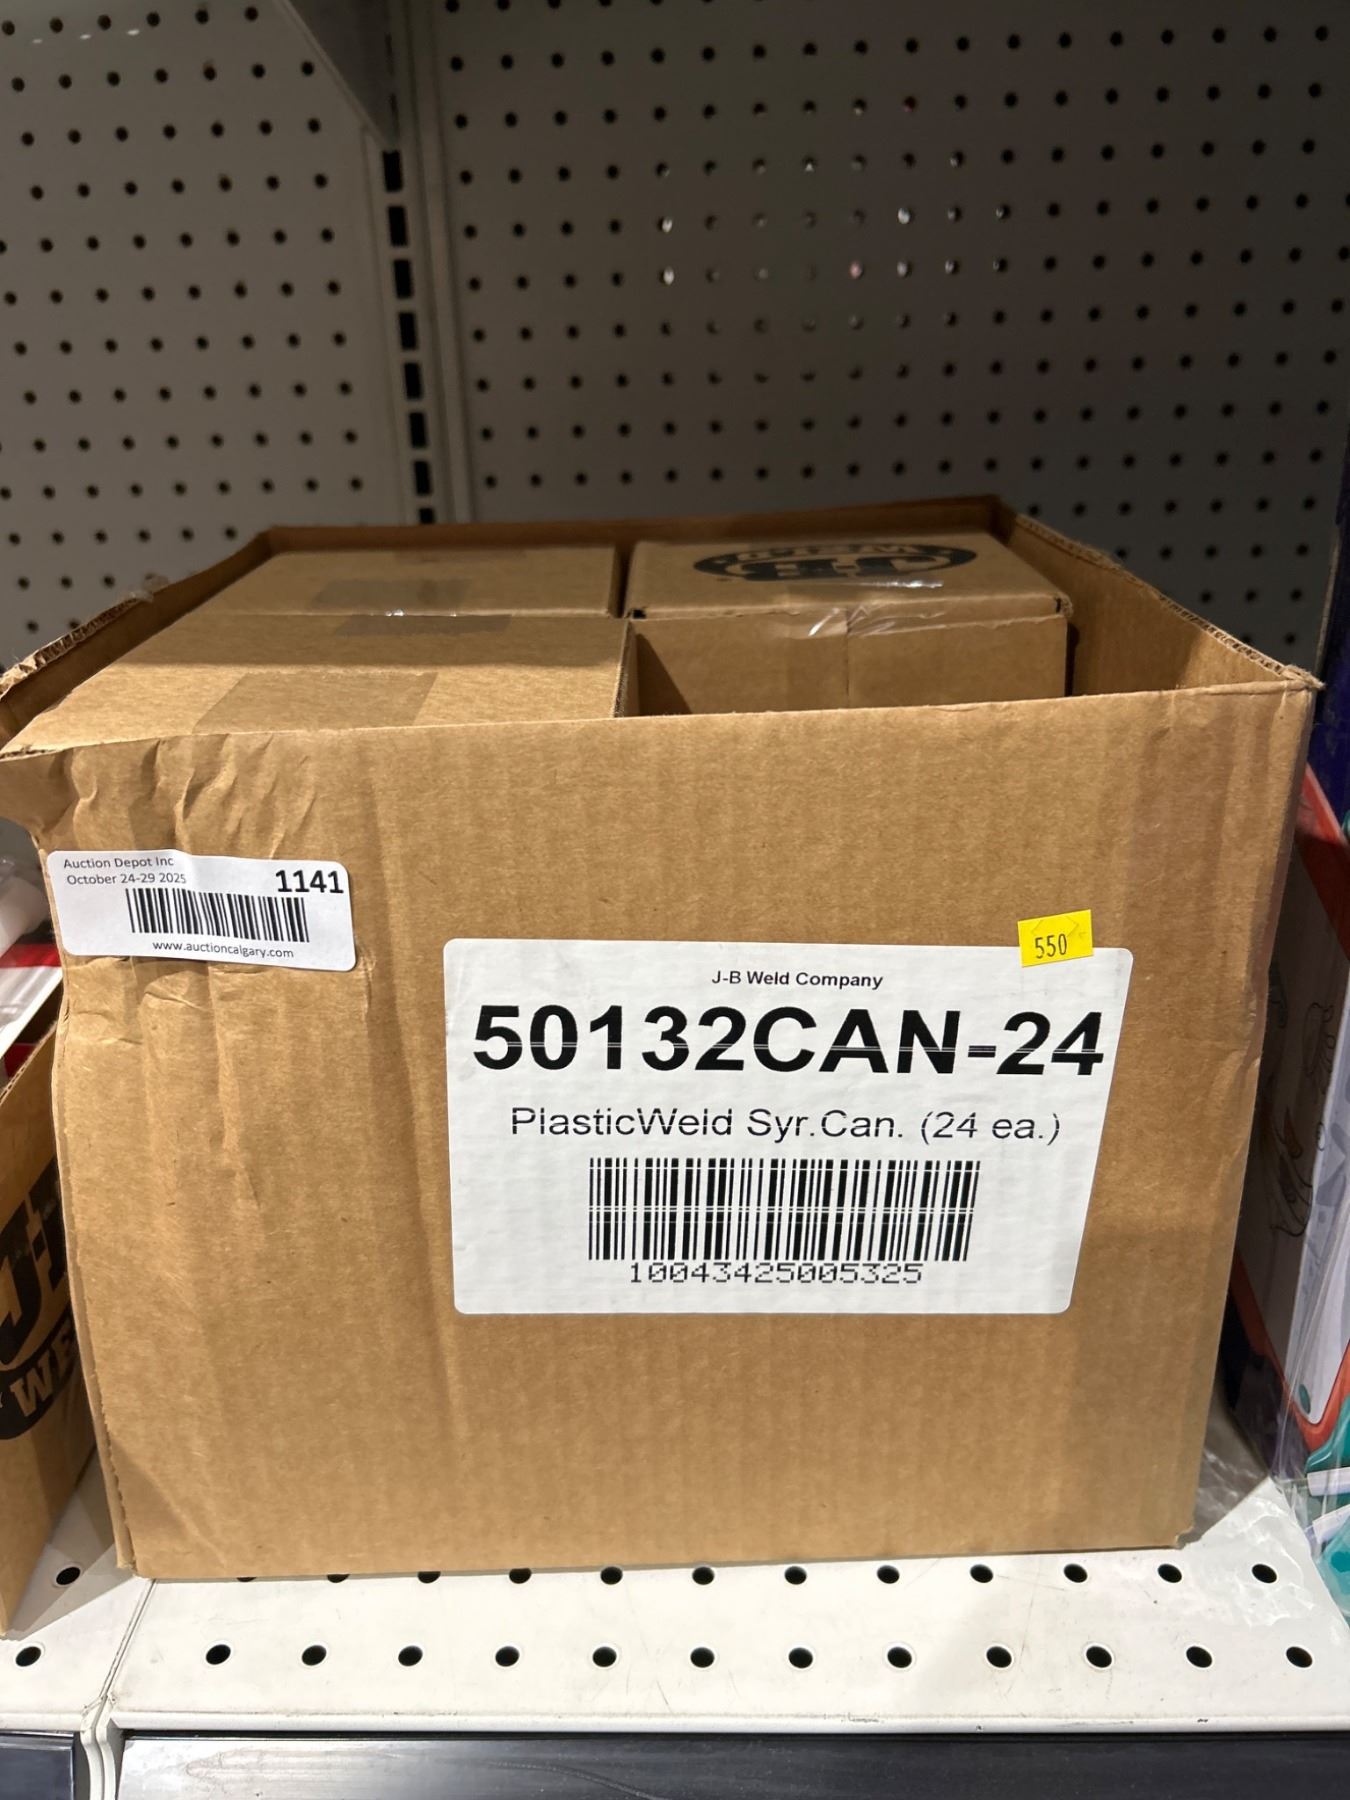 WELD
J-B
Auction Depot Inc
October 24-29 2025
1141
www.auctioncalgary.com
550
J-B Weld Company
50132CAN-24
PlasticWeld Syr.Can. (24 ea.)
10043425005325